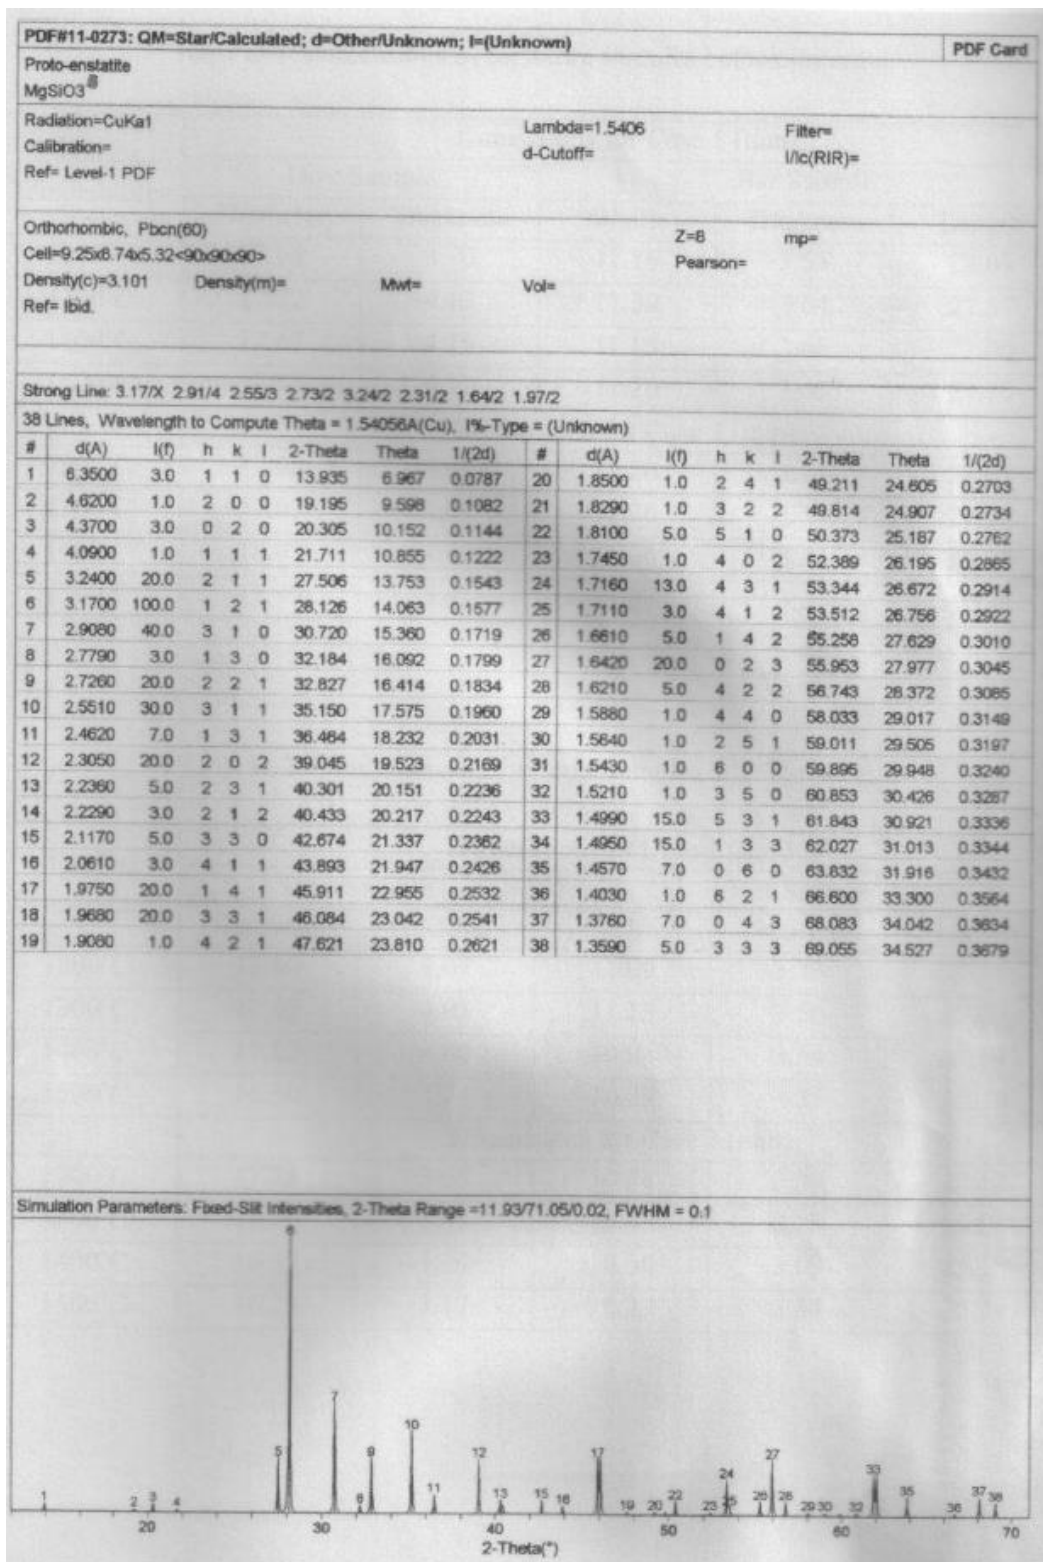 PDF#11-0273: QM=Star/Calculated; d=Other/Unknown; I=(Unknown) PDF Card
Proto-enstatite
MgSiO3
Radiation=CuKa1 Lambda=1.5406 Filter=
Calibration= d-Cutoff= I/Ic(RIR)=
Ref= Level-1 PDF
Orthorhombic, Pbcn(60) Z=8 mp=
Cell=9.25x8.74x5.32<90x90x90> Pearson=
Density(c)=3.101 Density(m)= Mwt= Vol=
Ref= Ibid.
Strong Line: 3.17/X 2.91/4 2.55/3 2.73/2 3.24/2 2.31/2 1.64/2 1.97/2
38 Lines, Wavelength to Compute Theta = 1.54056A(Cu), I%-Type = (Unknown)
# d(A) I(f) h k l 2-Theta Theta 1/(2d) # d(A) I(f) h k l 2-Theta Theta 1/(2d)
1 6.3500 3.0 1 1 0 13.935 6.967 0.0787 20 1.8500 1.0 2 4 1 49.211 24.605 0.2703
2 4.6200 1.0 2 0 0 19.195 9.598 0.1082 21 1.8290 1.0 3 2 2 49.814 24.907 0.2734
3 4.3700 3.0 0 2 0 20.305 10.152 0.1144 22 1.8100 5.0 5 1 0 50.373 25.187 0.2762
4 4.0900 1.0 1 1 1 21.711 10.855 0.1222 23 1.7450 1.0 4 0 2 52.389 26.195 0.2865
5 3.2400 20.0 2 1 1 27.506 13.753 0.1543 24 1.7160 13.0 4 3 1 53.344 26.672 0.2914
6 3.1700 100.0 1 2 1 28.126 14.063 0.1577 25 1.7110 3.0 4 1 2 53.512 26.756 0.2922
7 2.9080 40.0 3 1 0 30.720 15.360 0.1719 26 1.6610 5.0 1 4 2 55.258 27.629 0.3010
8 2.7790 3.0 1 3 0 32.184 16.092 0.1799 27 1.6420 20.0 0 2 3 55.953 27.977 0.3045
9 2.7260 20.0 2 2 1 32.827 16.414 0.1834 28 1.6210 5.0 4 2 2 56.743 28.372 0.3085
10 2.5510 30.0 3 1 1 35.150 17.575 0.1960 29 1.5880 1.0 4 4 0 58.033 29.017 0.3149
11 2.4620 7.0 1 3 1 36.464 18.232 0.2031 30 1.5640 1.0 2 5 1 59.011 29.505 0.3197
12 2.3050 20.0 2 0 2 39.045 19.523 0.2169 31 1.5430 1.0 6 0 0 59.895 29.948 0.3240
13 2.2360 5.0 2 3 1 40.301 20.151 0.2236 32 1.5210 1.0 3 5 0 60.853 30.426 0.3287
14 2.2290 3.0 2 1 2 40.433 20.217 0.2243 33 1.4990 15.0 5 3 1 61.843 30.921 0.3336
15 2.1170 5.0 3 3 0 42.674 21.337 0.2362 34 1.4950 15.0 1 3 3 62.027 31.013 0.3344
16 2.0610 3.0 4 1 1 43.893 21.947 0.2426 35 1.4570 7.0 0 6 0 63.832 31.916 0.3432
17 1.9750 20.0 1 4 1 45.911 22.955 0.2532 36 1.4030 1.0 6 2 1 66.600 33.300 0.3564
18 1.9680 20.0 3 3 1 46.084 23.042 0.2541 37 1.3760 7.0 0 4 3 68.083 34.042 0.3634
19 1.9080 1.0 4 2 1 47.621 23.810 0.2621 38 1.3590 5.0 3 3 3 69.055 34.527 0.3679
Simulation Parameters: Fixed-Slit Intensities, 2-Theta Range =11.93/71.05/0.02, FWHM = 0.1
1 2 3 4 5 6 7 8 9 10 11 12 13 15 16 17 19 20 22 23 24 26 27 28 29 30 32 33 35 36 37 38
20 30 40 50 60 70
2-Theta(°)